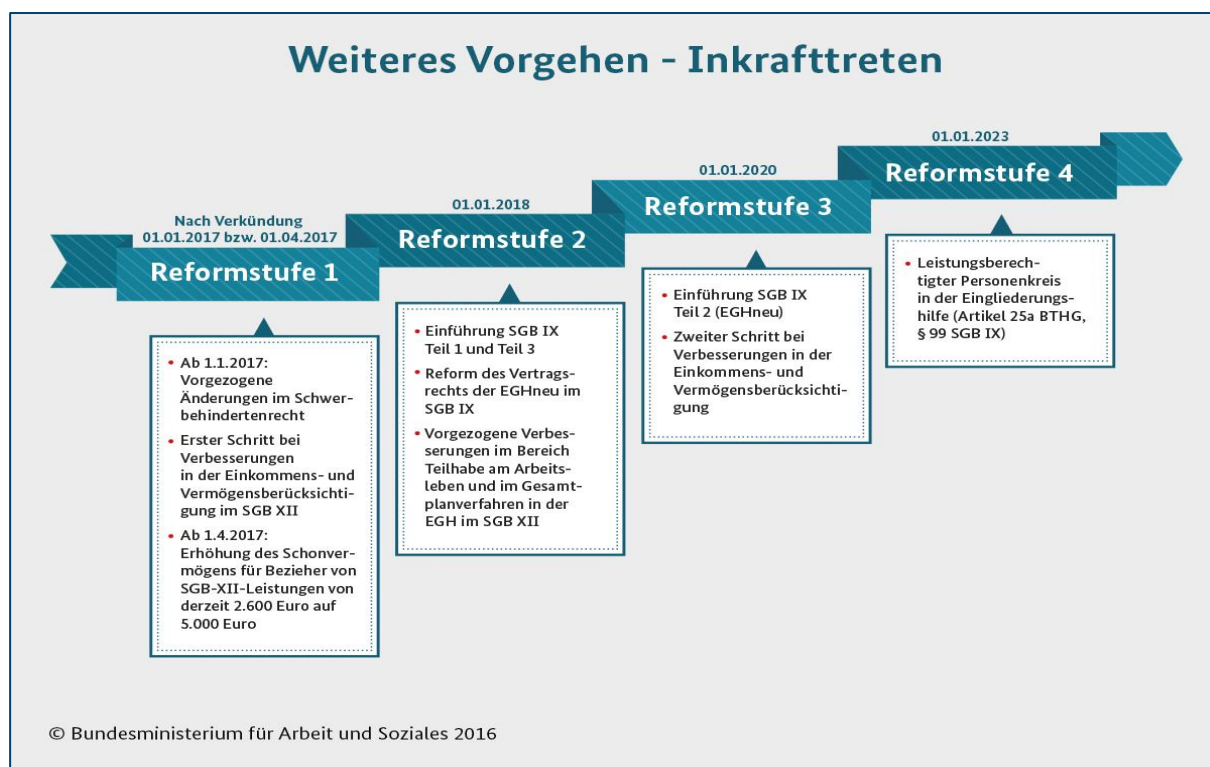 Weiteres Vorgehen - Inkrafttreten
Nach Verkündung
01.01.2017 bzw. 01.04.2017
Reformstufe 1
• Ab 1.1.2017:
Vorgezogene
Änderungen im Schwer-
behindertenrecht
• Erster Schritt bei
Verbesserungen
in der Einkommens- und
Vermögensberücksichti-
gung im SGB XII
• Ab 1.4.2017:
Erhöhung des Schonver-
mögens für Bezieher von
SGB-XII-Leistungen von
derzeit 2.600 Euro auf
5.000 Euro
01.01.2018
Reformstufe 2
• Einführung SGB IX
Teil 1 und Teil 3
• Reform des Vertrags-
rechts der EGHneu im
SGB IX
• Vorgezogene Verbes-
serungen im Bereich
Teilhabe am Arbeits-
leben und im Gesamt-
planverfahren in der
EGH im SGB XII
01.01.2020
Reformstufe 3
• Einführung SGB IX
Teil 2 (EGHneu)
• Zweiter Schritt bei
Verbesserungen in der
Einkommens- und
Vermögensberücksichti-
gung
01.01.2023
Reformstufe 4
• Leistungsberech-
tigter Personenkreis
in der Eingliederungs-
hilfe (Artikel 25a BTHG,
§ 99 SGB IX)
© Bundesministerium für Arbeit und Soziales 2016